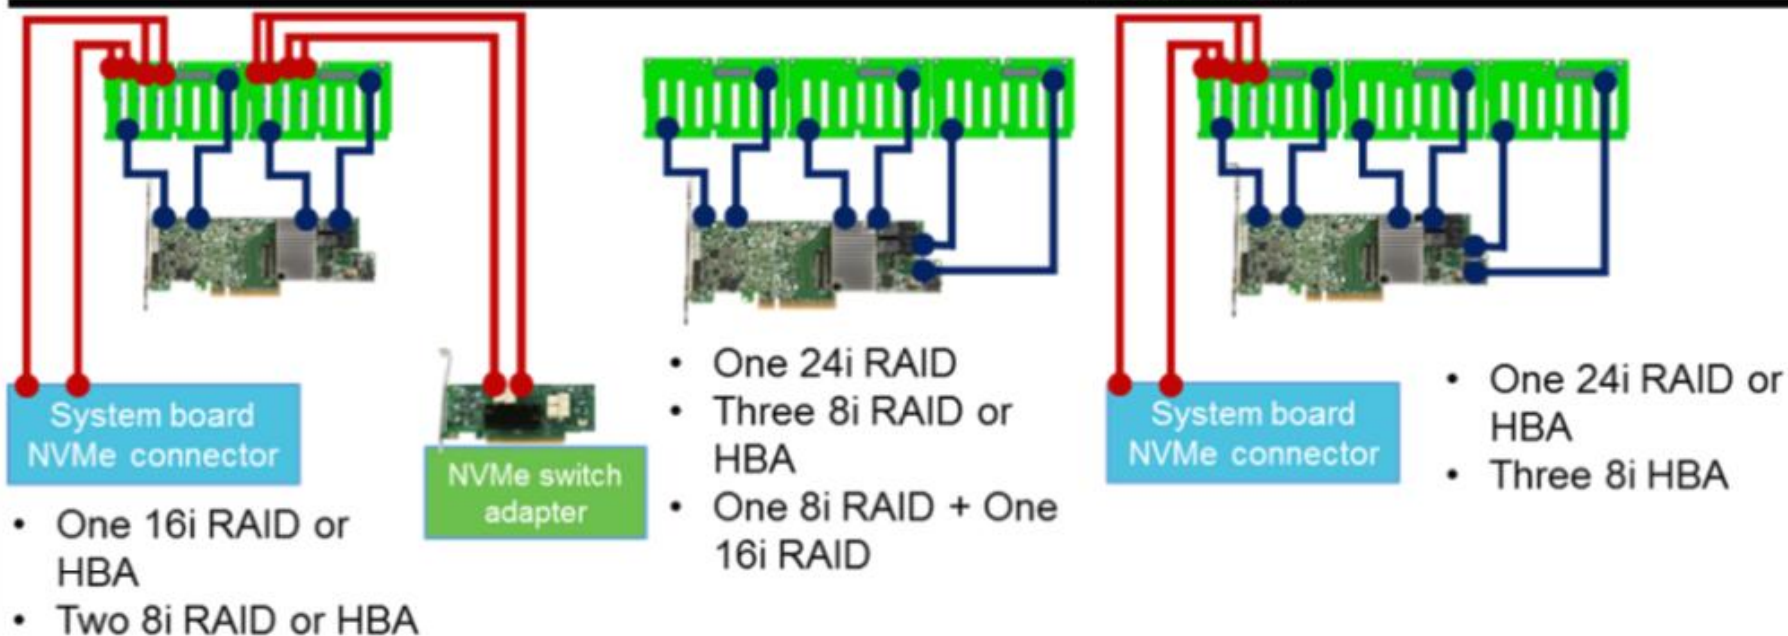 System board
NVMe connector
• One 16i RAID or
HBA
• Two 8i RAID or HBA
NVMe switch
adapter
• One 24i RAID
• Three 8i RAID or
HBA
• One 8i RAID + One
16i RAID
System board
NVMe connector
• One 24i RAID or
HBA
• Three 8i HBA